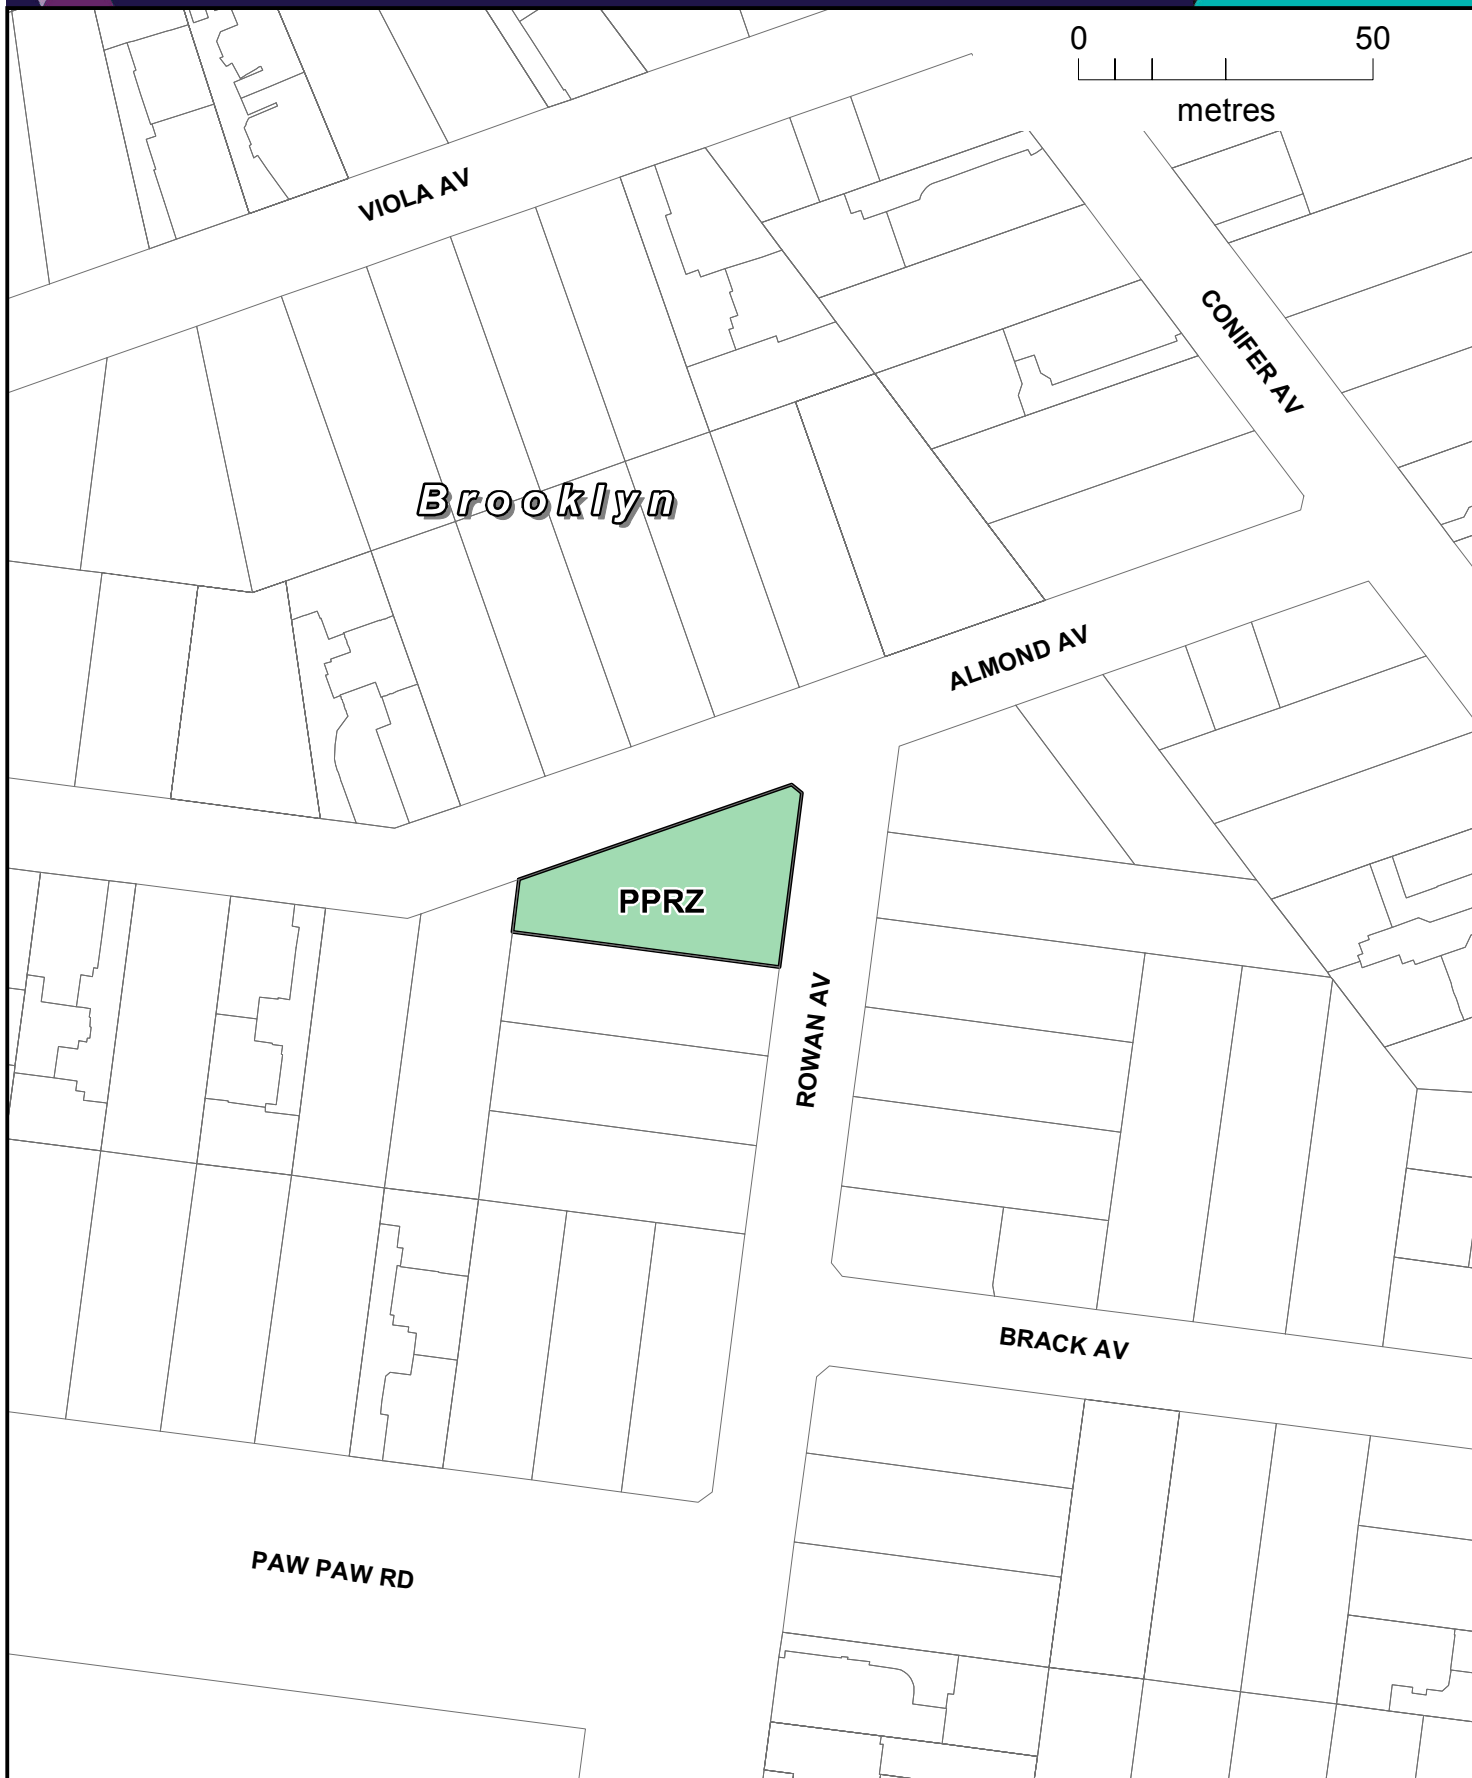 0 50
metres
VIOLA AV
CONIFER AV
Brooklyn
ALMOND AV
PPRZ
ROWAN AV
BRACK AV
PAW PAW RD